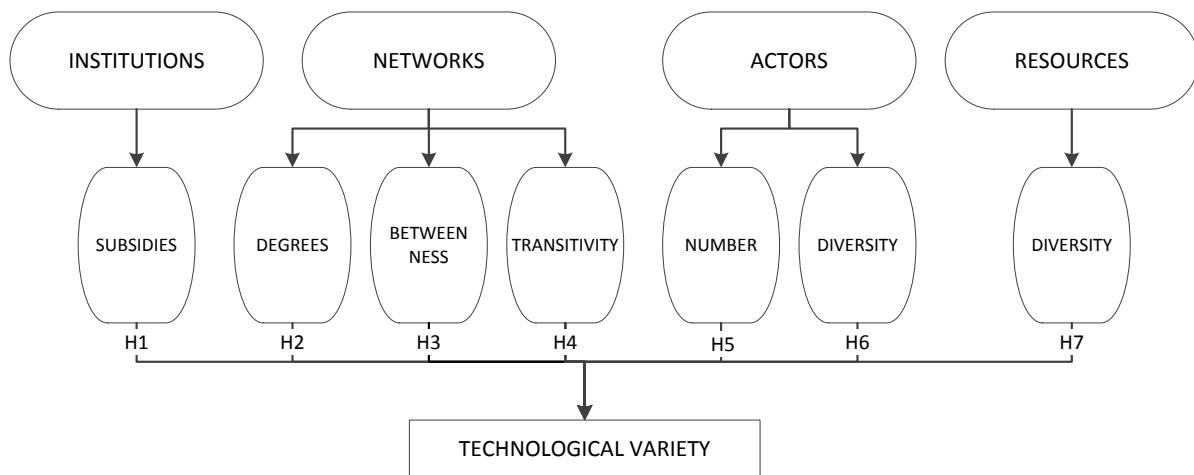 INSTITUTIONS
NETWORKS
ACTORS
RESOURCES
SUBSIDIES
DEGREES
BETWEEN
NESS
TRANSITIVITY
NUMBER
DIVERSITY
DIVERSITY
H1
H2
H3
H4
H5
H6
H7
TECHNOLOGICAL VARIETY